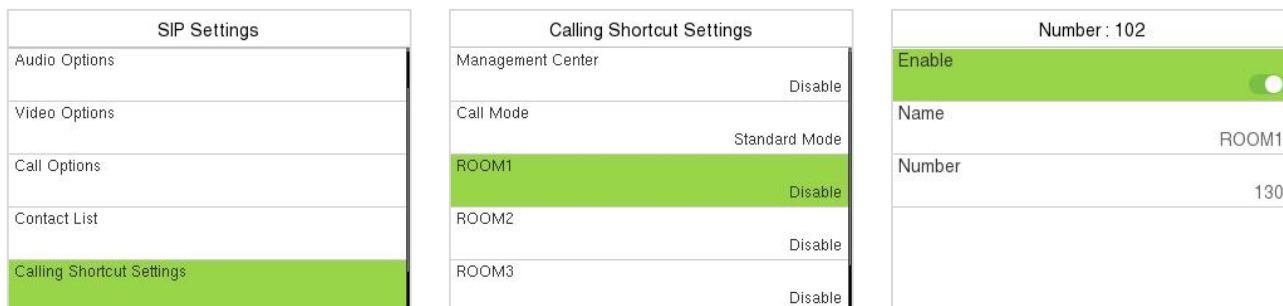 SIP Settings
Audio Options
Video Options
Call Options
Contact List
Calling Shortcut Settings
Calling Shortcut Settings
Management Center
Disable
Call Mode
Standard Mode
ROOM1
Disable
ROOM2
Disable
ROOM3
Disable
Number : 102
Enable
Name
ROOM1
Number
130